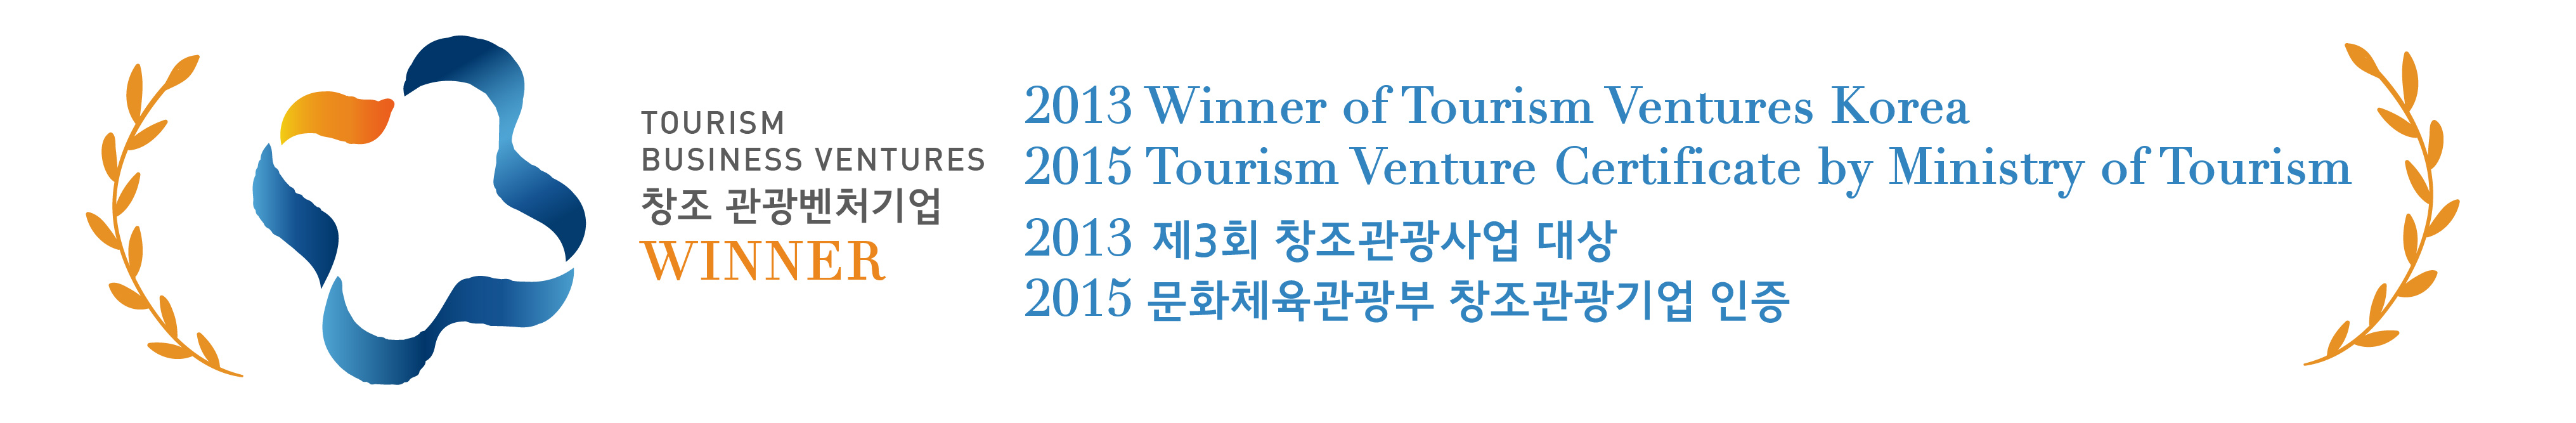 TOURISM
BUSINESS VENTURES
창조 관광벤처기업
WINNER
2013 Winner of Tourism Ventures Korea
2015 Tourism Venture Certificate by Ministry of Tourism
2013 제3회 창조관광사업 대상
2015 문화체육관광부 창조관광기업 인증